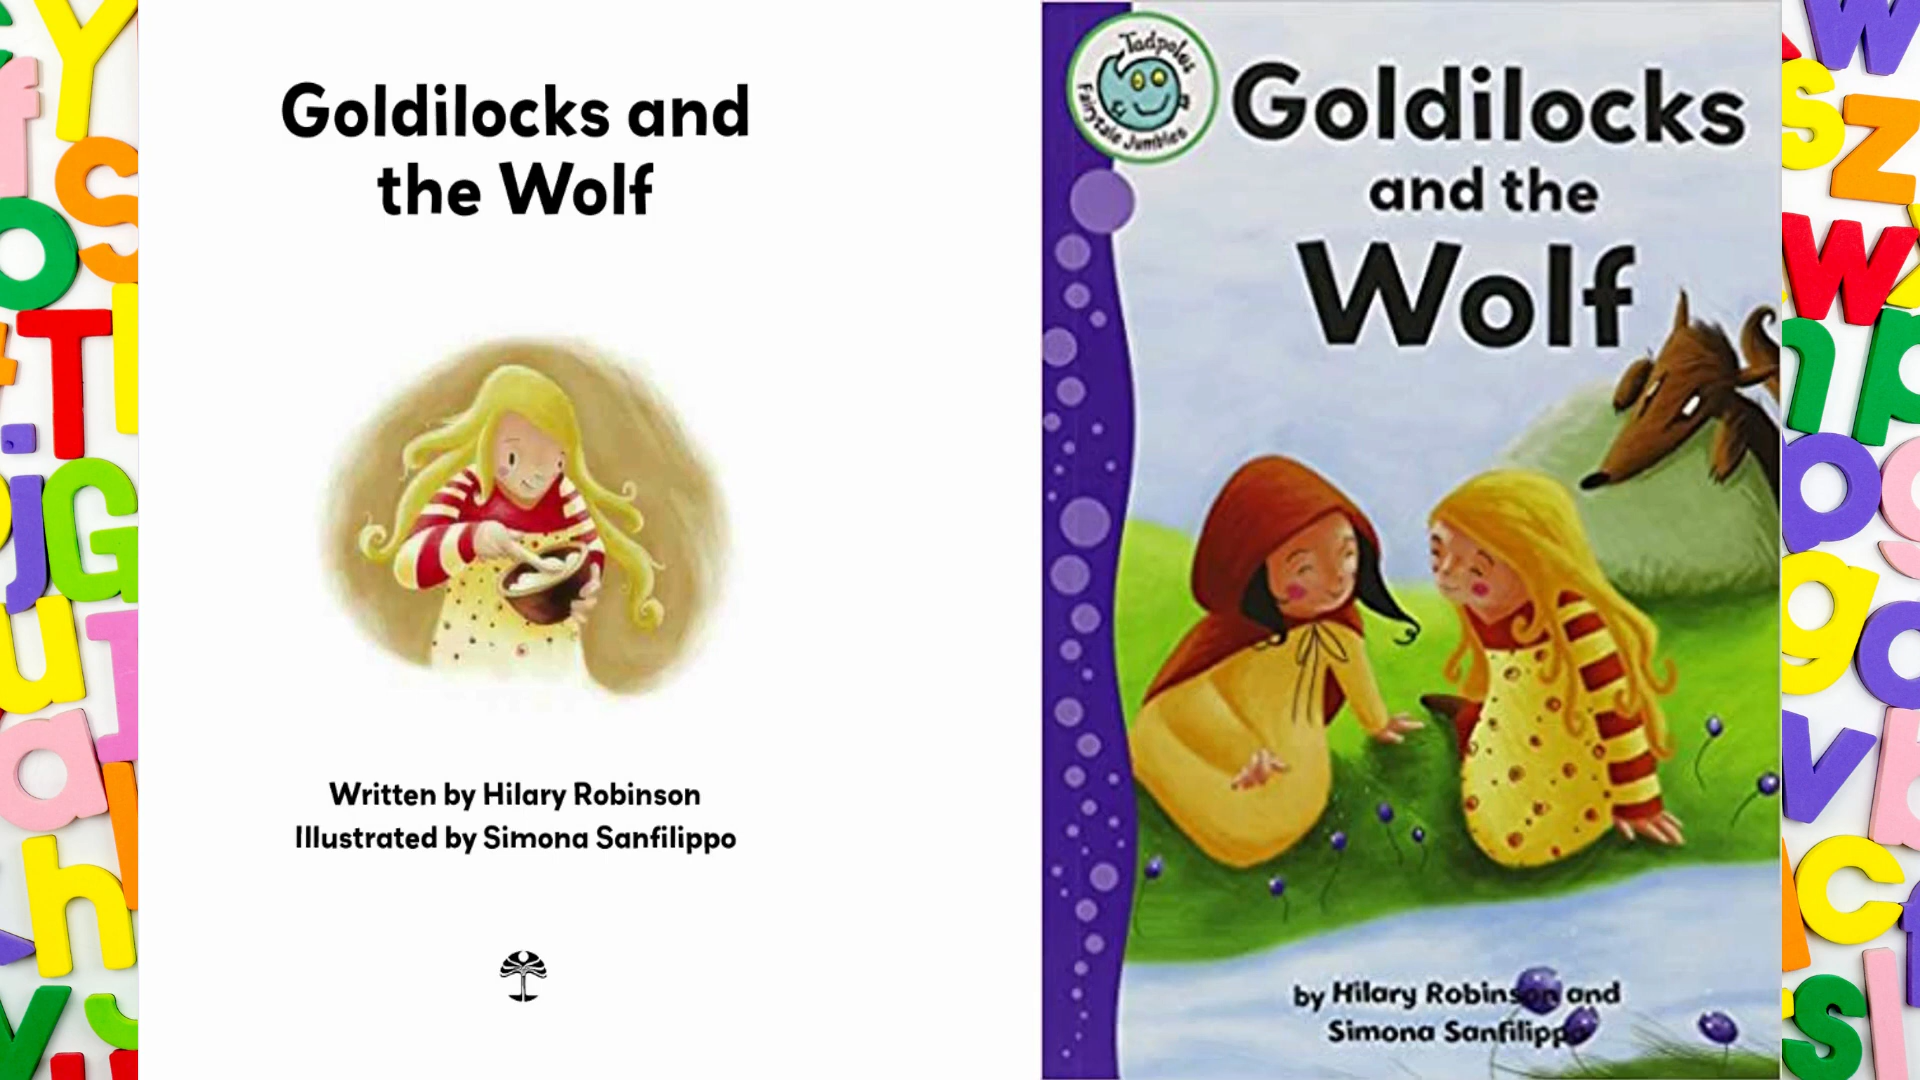 Goldilocks and
the Wolf
Written by Hilary Robinson
Illustrated by Simona Sanfilippo
Tadpoles
Fairytale Jumbles
Goldilocks
and the
Wolf
by Hilary Robinson and
Simona Sanfilippo